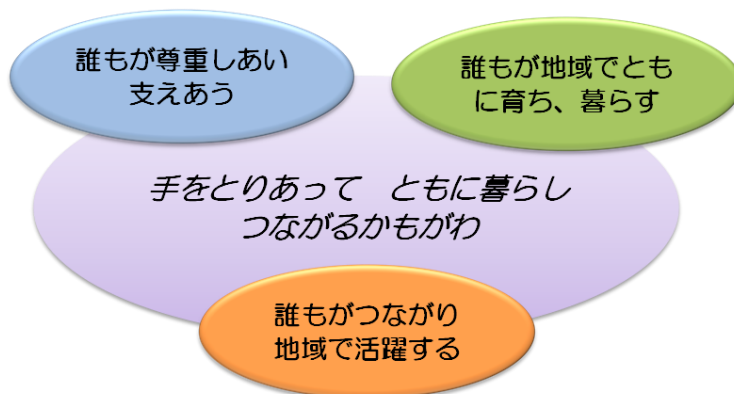 誰もが尊重しあい
支えあう
誰もが地域でとも
に育ち、暮らす
手をとりあって　ともに暮らし
つながるかもがわ
誰もがつながり
地域で活躍する